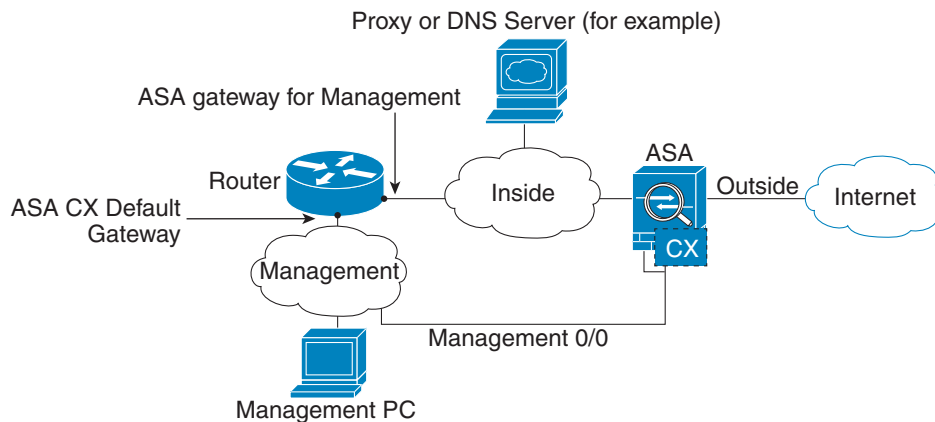 Proxy or DNS Server (for example)
ASA gateway for Management
ASA
Router
Inside
Outside
Internet
ASA CX Default
Gateway
CX
Management
Management 0/0
Management PC